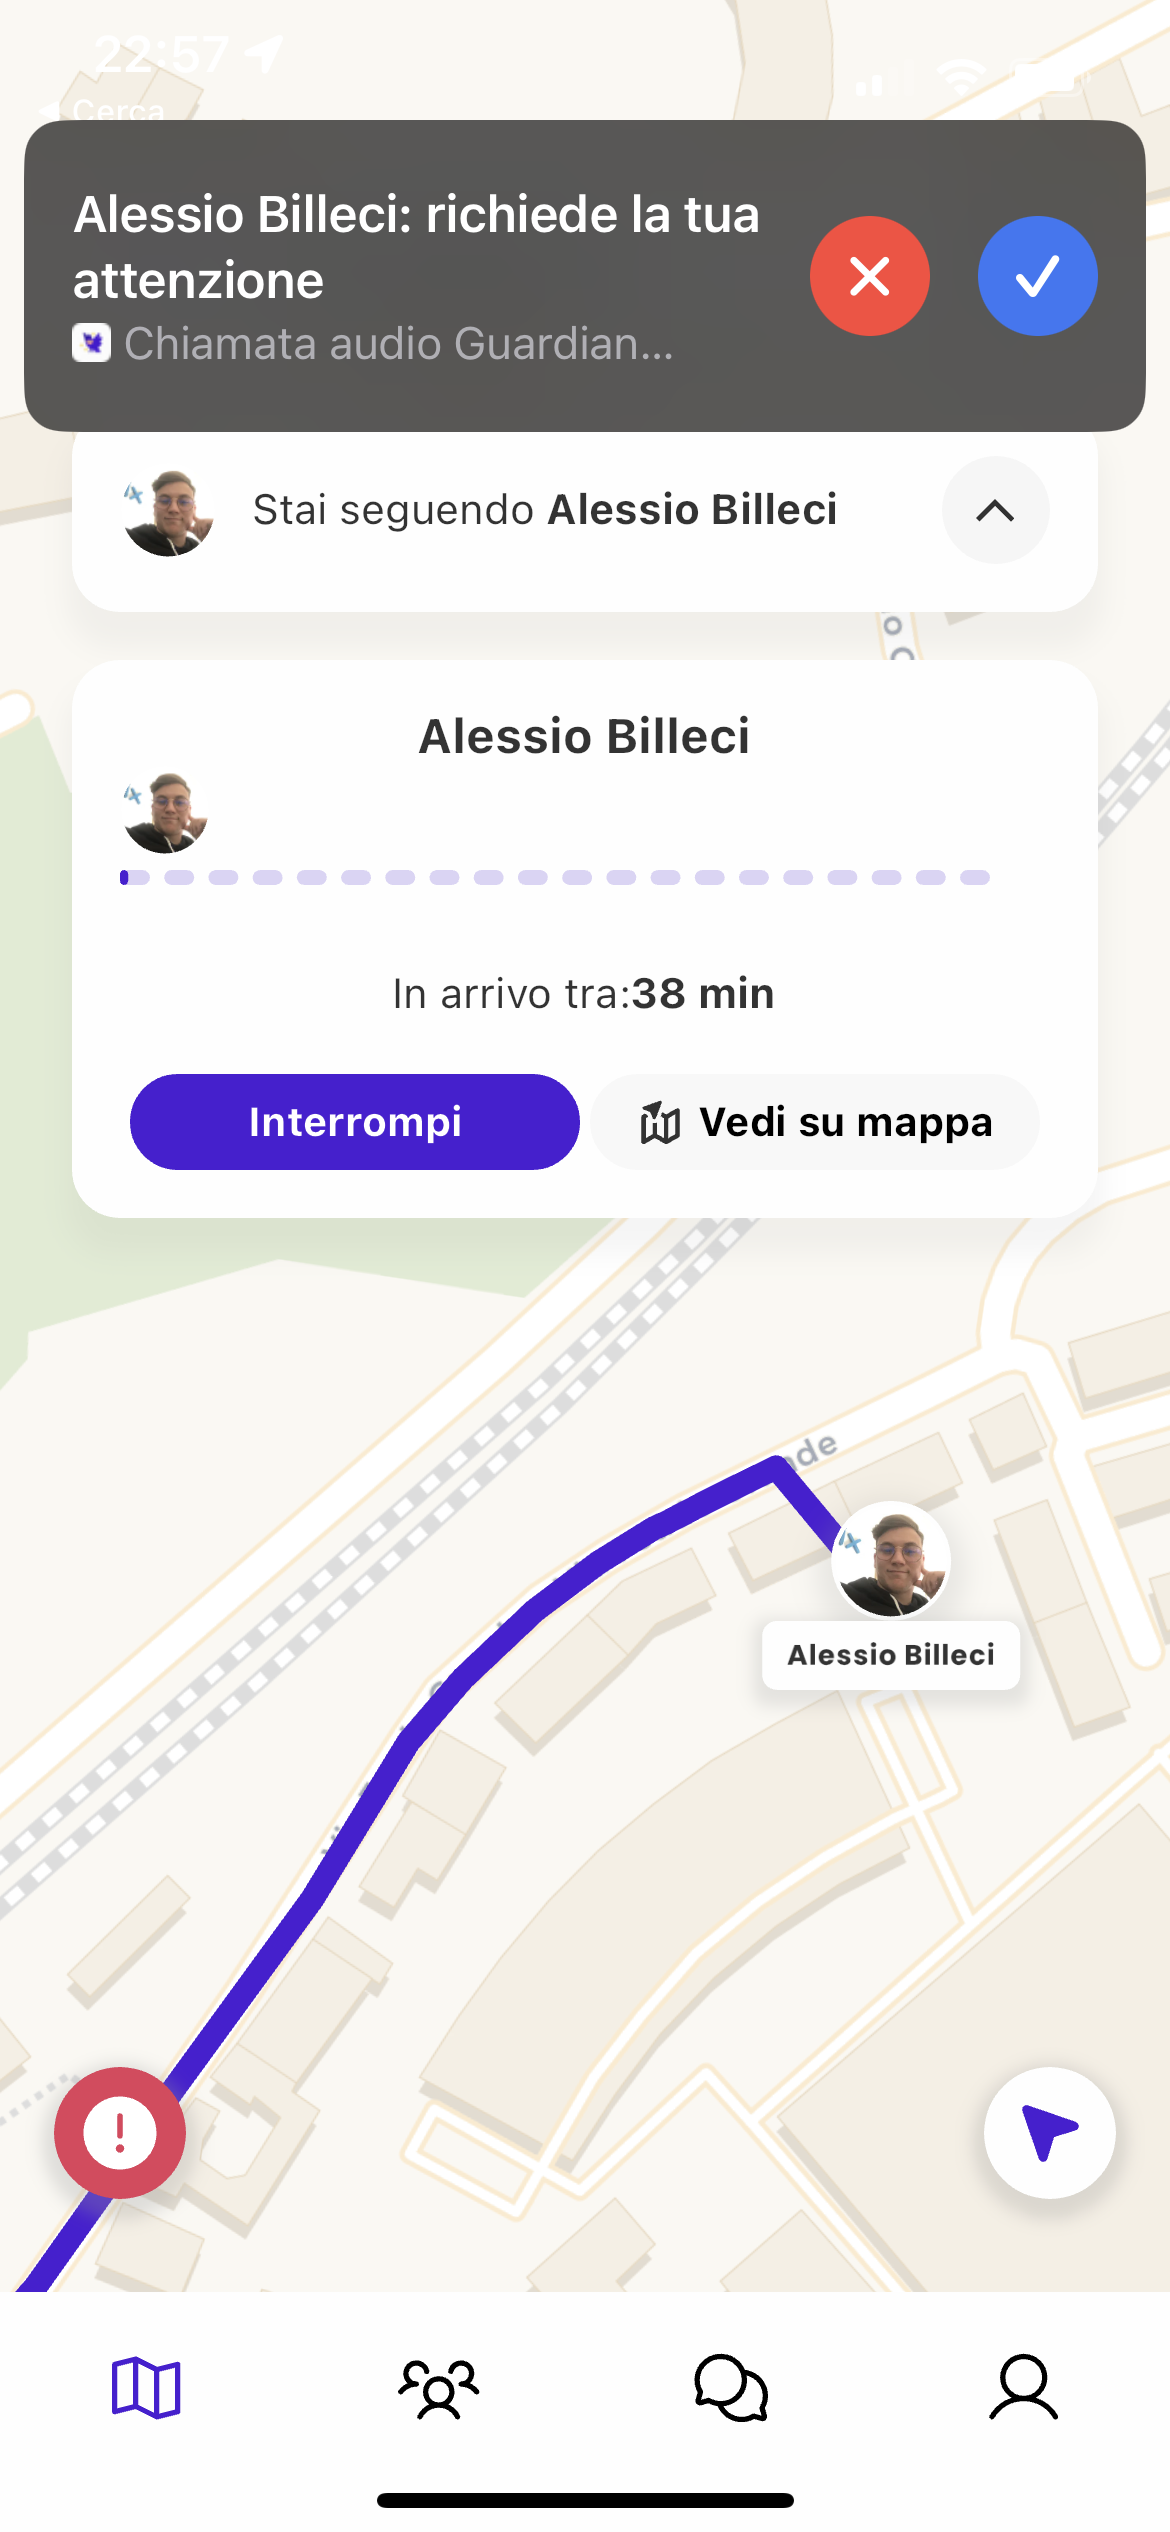 22:57
Cerca
Alessio Billeci: richiede la tua
attenzione
Chiamata audio Guardian...
Stai seguendo Alessio Billeci
Alessio Billeci
In arrivo tra:38 min
Interrompi
Vedi su mappa
Alessio Billeci